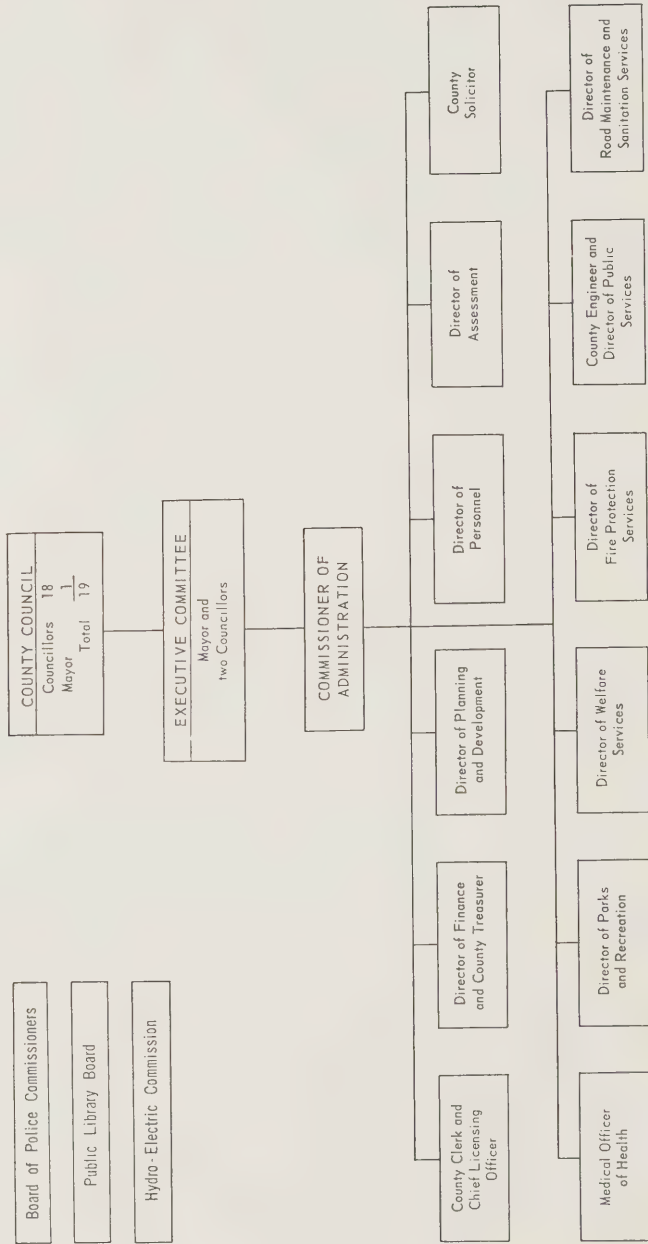 Board of Police Commissioners
Public Library Board
Hydro - Electric Commission
COUNTY COUNCIL
Councillors 18
Mayor 1
Total 19
EXECUTIVE COMMITTEE
Mayor and
two Councillors
COMMISSIONER OF
ADMINISTRATION
County Clerk and
Chief Licensing
Officer
Director of Finance
and County Treasurer
Director of Planning
and Development
Director of
Personnel
Director of
Assessment
County
Solicitor
Medical Officer
of Health
Director of Parks
and Recreation
Director of Welfare
Services
Director of
Fire Protection
Services
County Engineer and
Director of Public
Services
Director of
Road Maintenance and
Sanitation Services